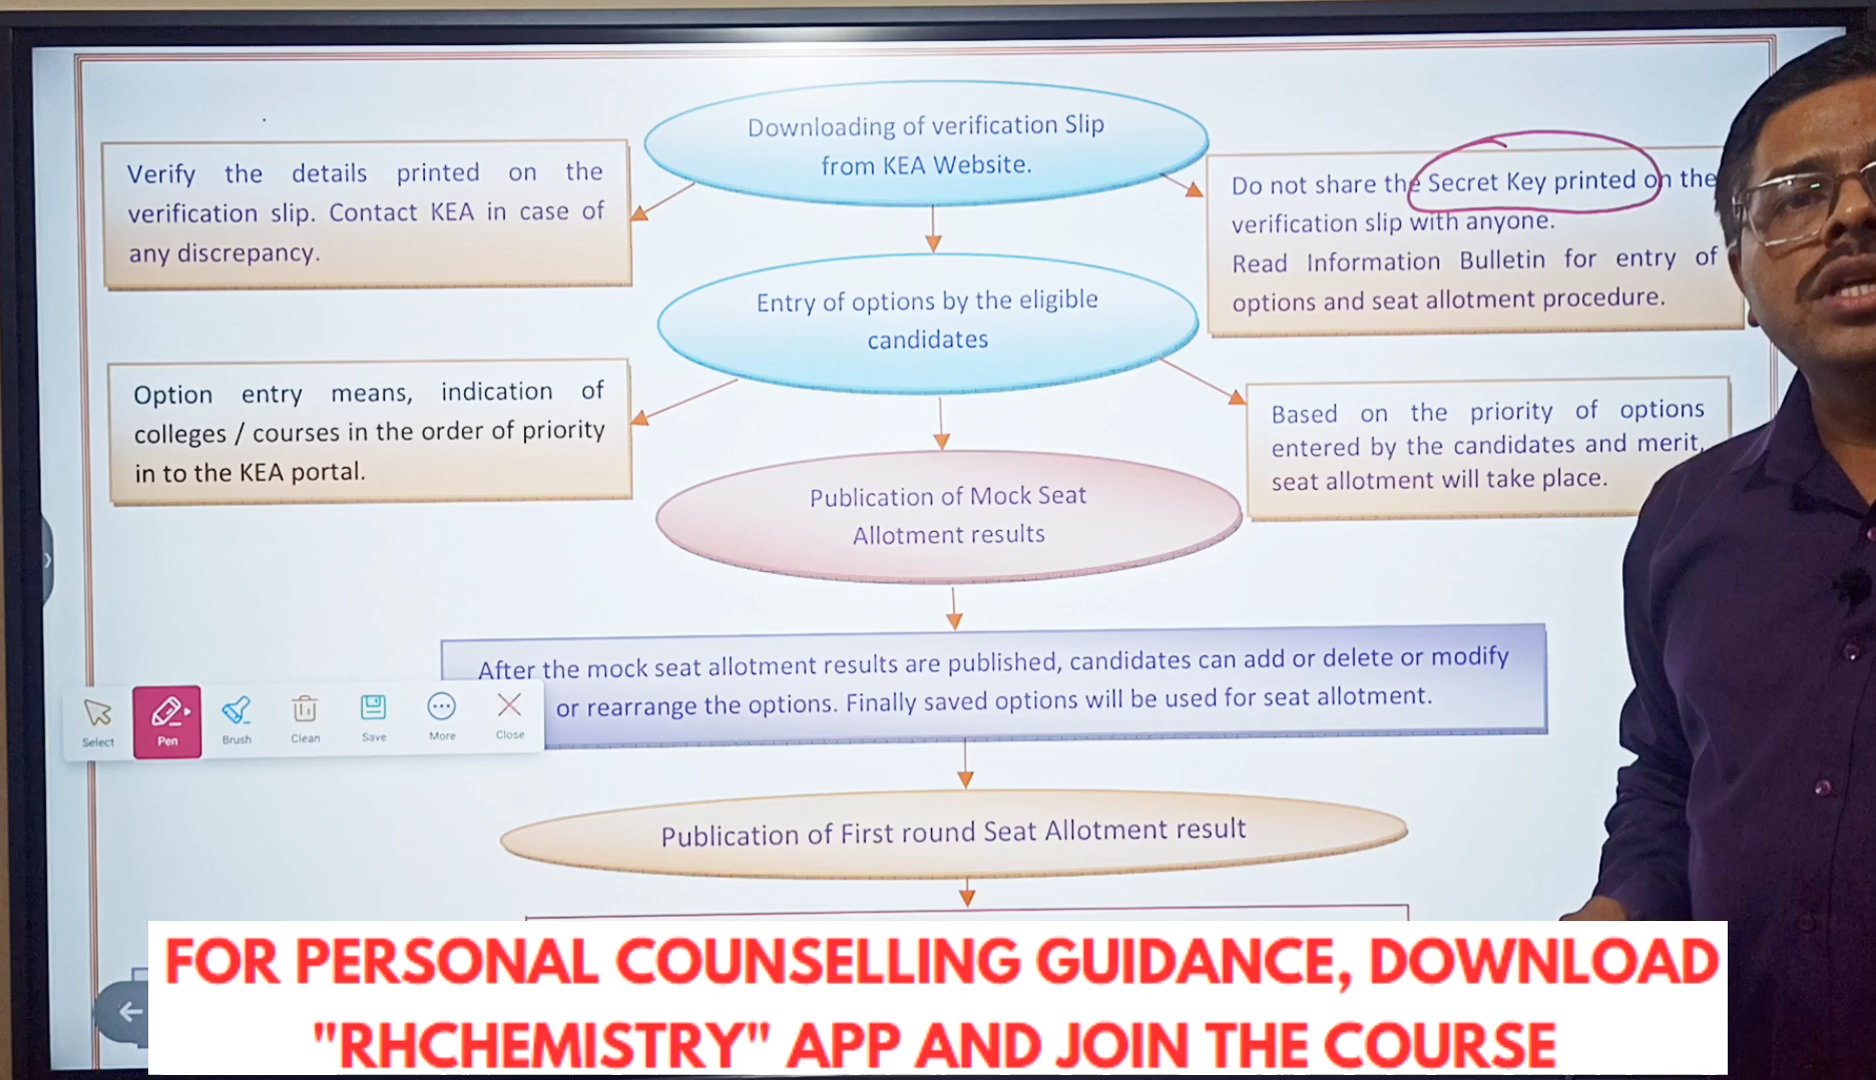 Downloading of verification Slip
from KEA Website.
Verify the details printed on the
verification slip. Contact KEA in case of
any discrepancy.
Do not share the Secret Key printed on the
verification slip with anyone.
Read Information Bulletin for entry of
options and seat allotment procedure.
Entry of options by the eligible
candidates
Option entry means, indication of
colleges / courses in the order of priority
in to the KEA portal.
Based on the priority of options
entered by the candidates and merit,
seat allotment will take place.
Publication of Mock Seat
Allotment results
After the mock seat allotment results are published, candidates can add or delete or modify
or rearrange the options. Finally saved options will be used for seat allotment.
Select
Pen
Brush
Clean
Save
More
Close
Publication of First round Seat Allotment result
FOR PERSONAL COUNSELLING GUIDANCE, DOWNLOAD
"RHCHEMISTRY" APP AND JOIN THE COURSE